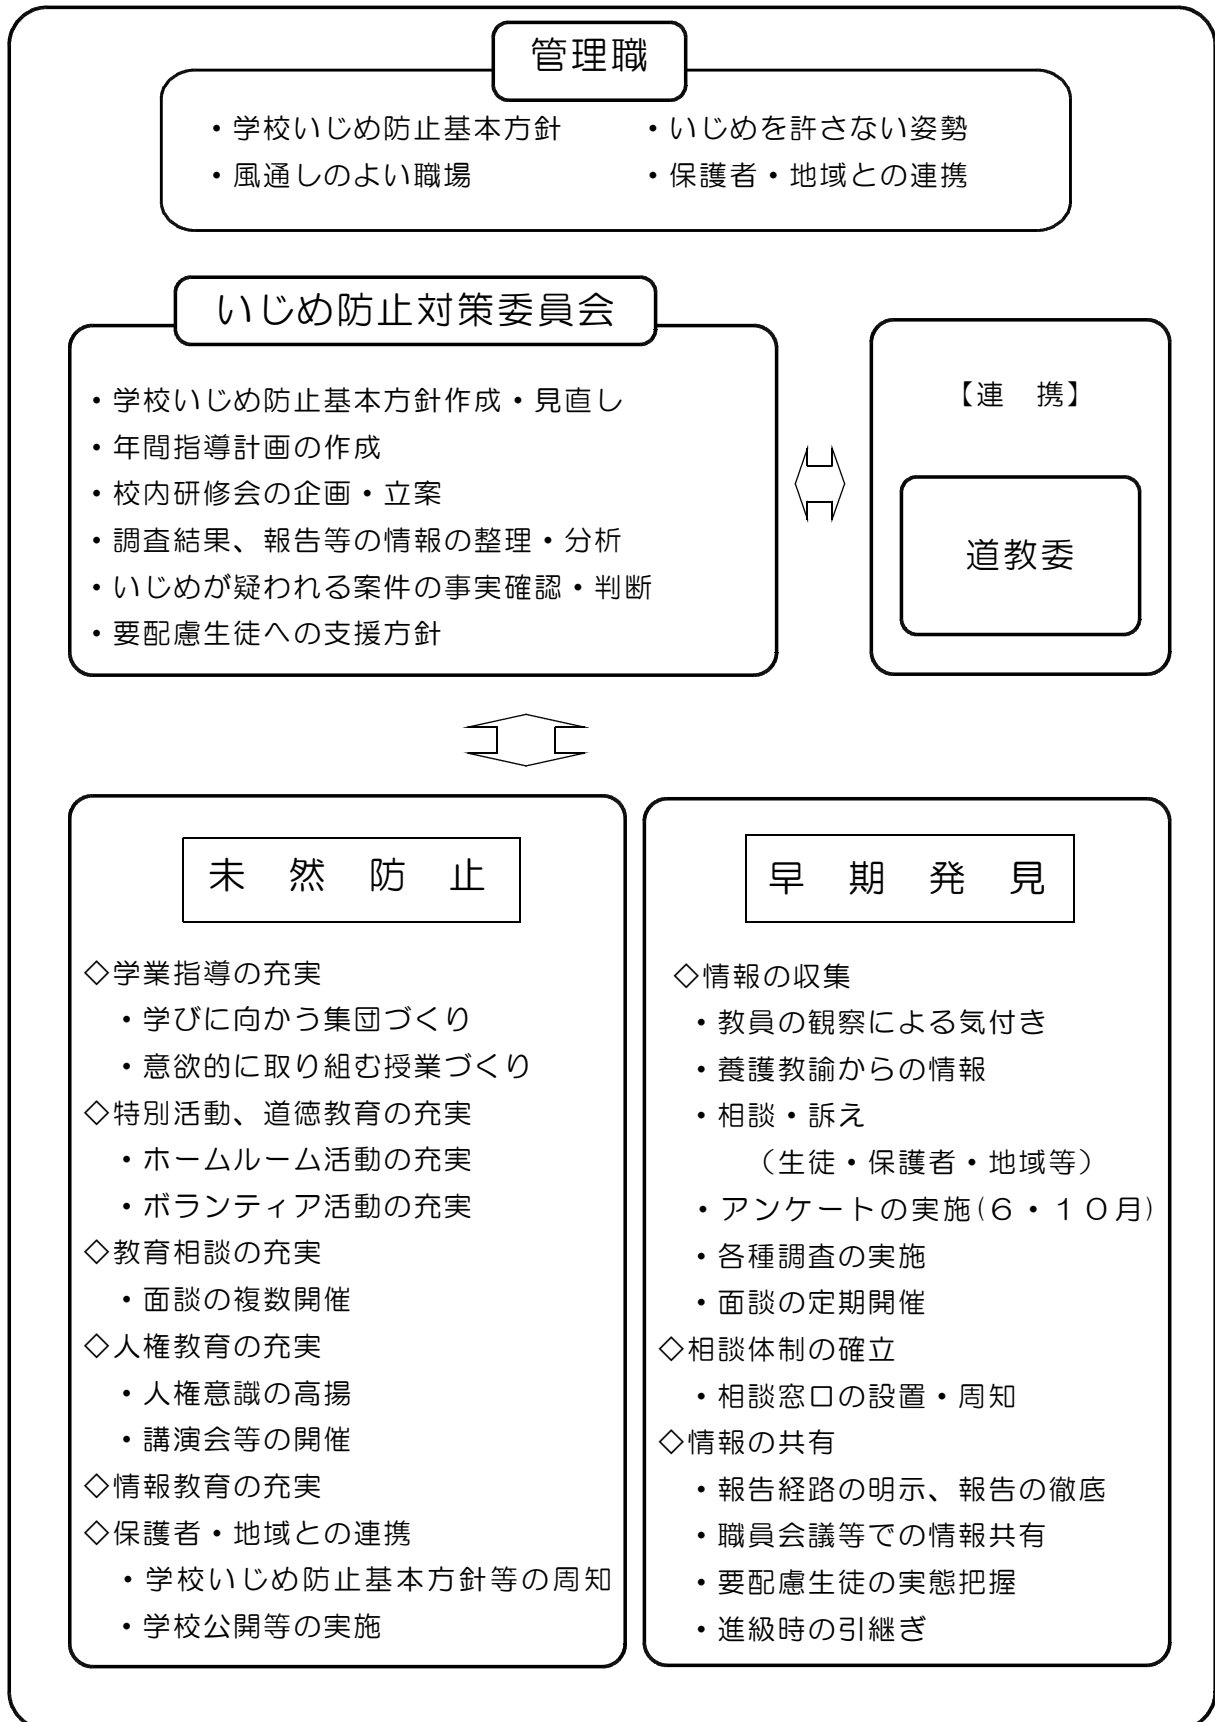 管理職
・学校いじめ防止基本方針　　・いじめを許さない姿勢
・風通しのよい職場　　・保護者・地域との連携
いじめ防止対策委員会
・学校いじめ防止基本方針作成・見直し
・年間指導計画の作成
・校内研修会の企画・立案
・調査結果、報告等の情報の整理・分析
・いじめが疑われる案件の事実確認・判断
・要配慮生徒への支援方針
【連　携】
道教委
未　然　防　止
◇学業指導の充実
・学びに向かう集団づくり
・意欲的に取り組む授業づくり
◇特別活動、道徳教育の充実
・ホームルーム活動の充実
・ボランティア活動の充実
◇教育相談の充実
・面談の複数開催
◇人権教育の充実
・人権意識の高揚
・講演会等の開催
◇情報教育の充実
◇保護者・地域との連携
・学校いじめ防止基本方針等の周知
・学校公開等の実施
早　期　発　見
◇情報の収集
・教員の観察による気付き
・養護教諭からの情報
・相談・訴え
（生徒・保護者・地域等）
・アンケートの実施(６・１０月)
・各種調査の実施
・面談の定期開催
◇相談体制の確立
・相談窓口の設置・周知
◇情報の共有
・報告経路の明示、報告の徹底
・職員会議等での情報共有
・要配慮生徒の実態把握
・進級時の引継ぎ